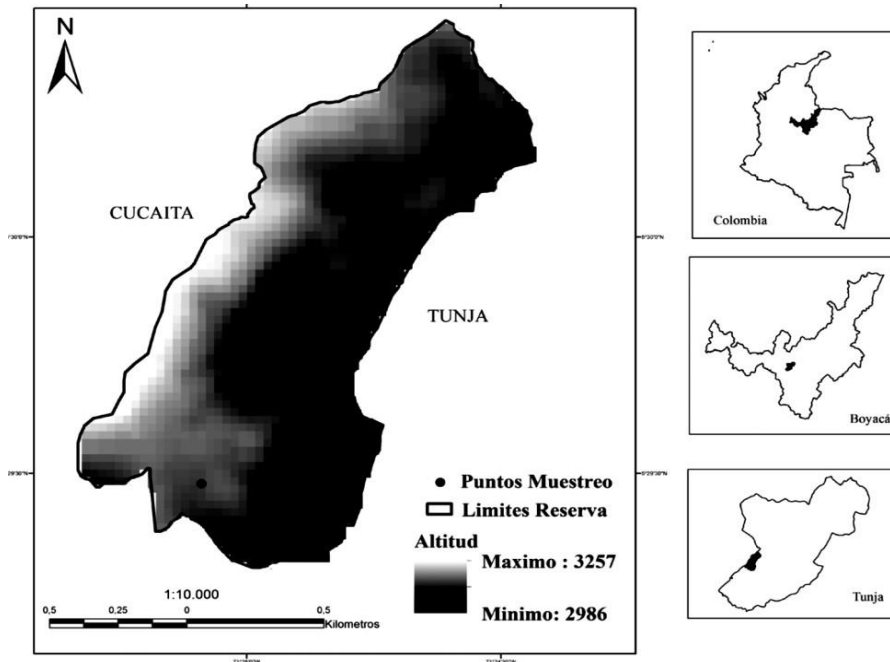 N
CUCAITA
TUNJA
Puntos Muestreo
Limites Reserva
Altitud
Maximo : 3257
Minimo: 2986
1:10.000
0,5 0,25 0 0,5
Kilometros
Colombia
Boyacá
Tunja